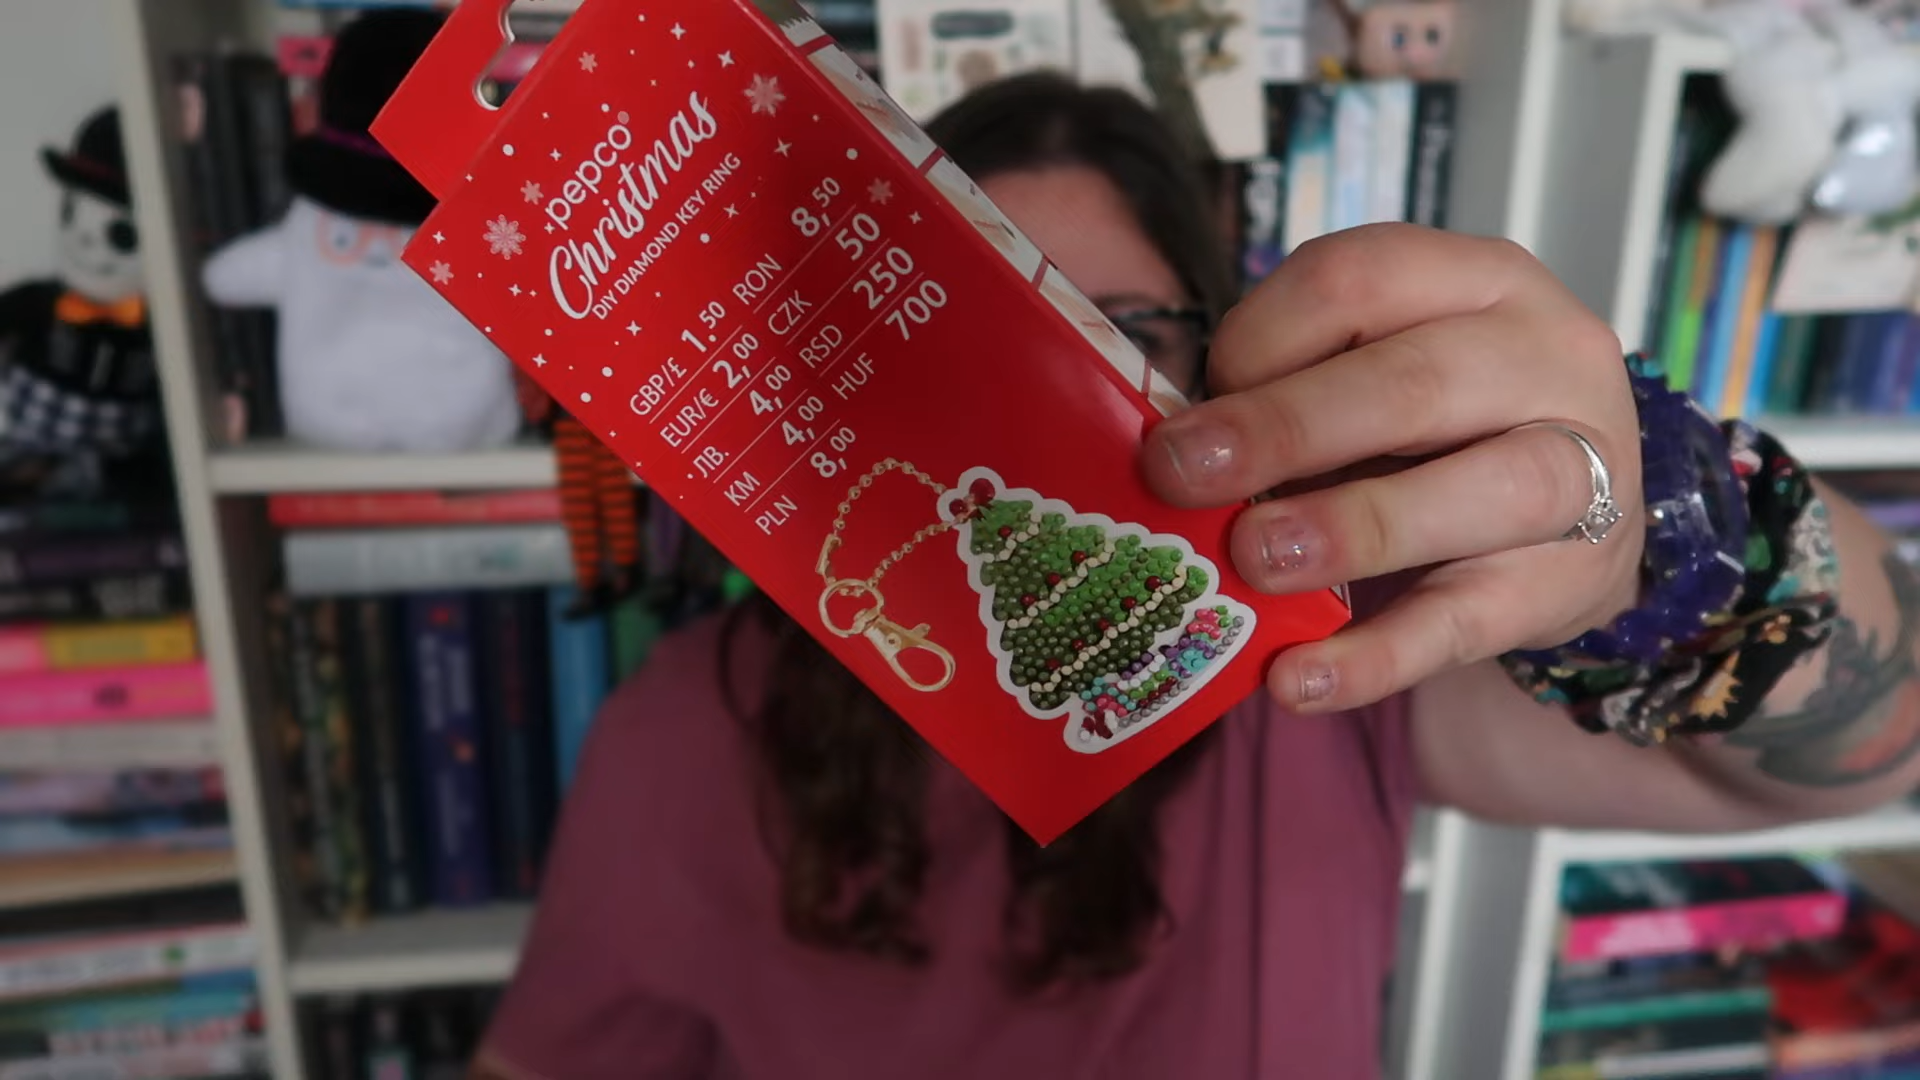 pepco®
Christmas
DIY DIAMOND KEY RING
GBP/£ 1.50 RON 8,50
EUR/€ 2,00 CZK 50
ЛВ. 4,00 RSD 250
KM 4,00 HUF 700
PLN 8,00